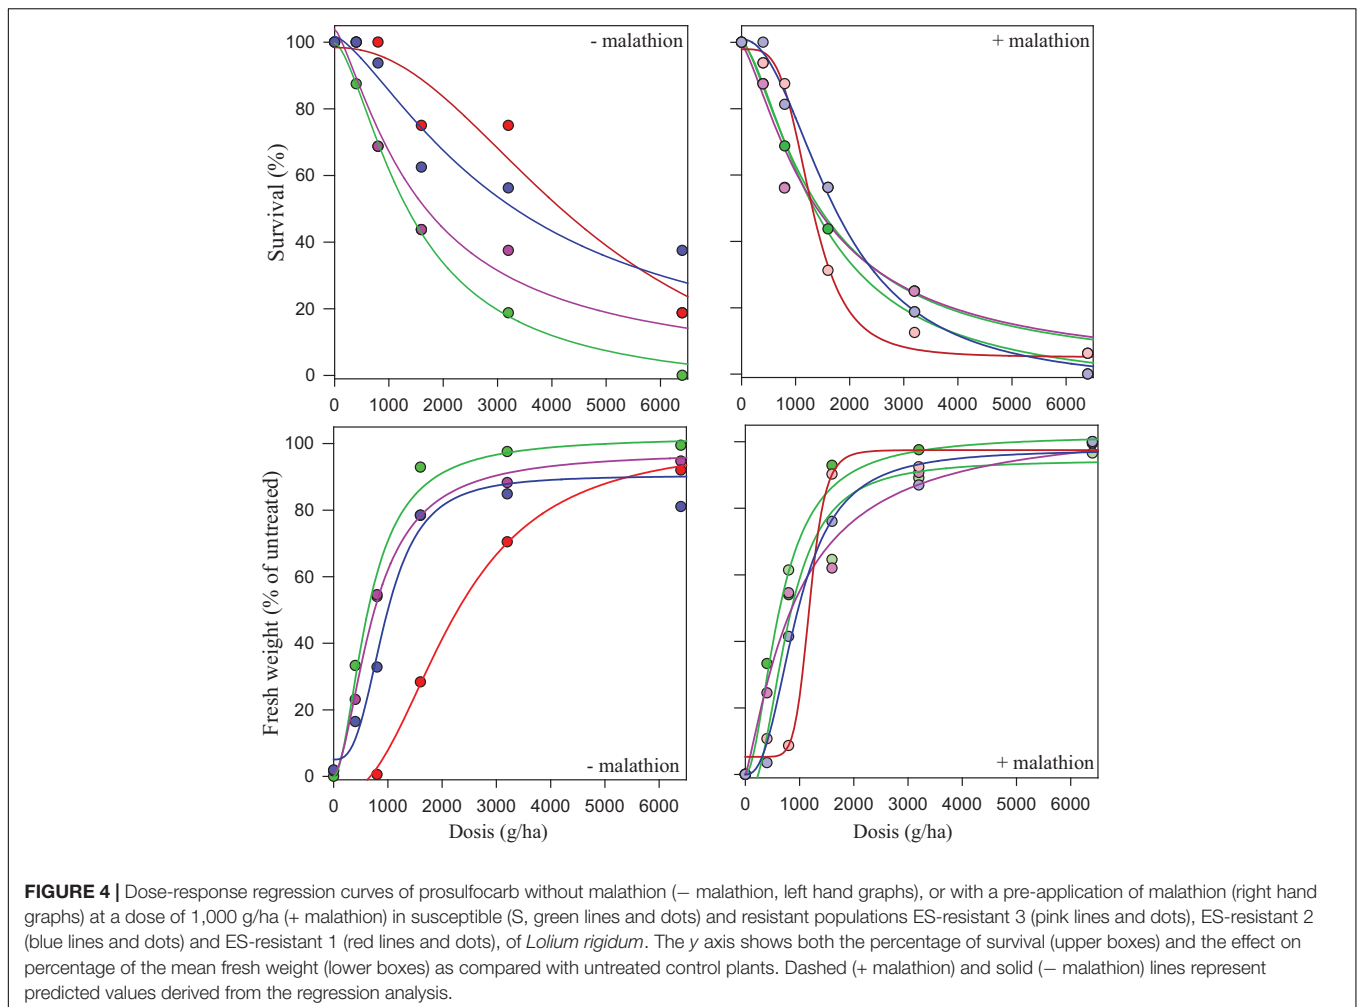 - malathion
+ malathion
Survival (%)
100
80
60
40
20
0
0 1000 2000 3000 4000 5000 6000
0 1000 2000 3000 4000 5000 6000
Fresh weight (% of untreated)
100
80
60
40
20
0
- malathion
+ malathion
0 1000 2000 3000 4000 5000 6000
0 1000 2000 3000 4000 5000 6000
Dosis (g/ha)
Dosis (g/ha)
FIGURE 4 | Dose-response regression curves of prosulfocarb without malathion (− malathion, left hand graphs), or with a pre-application of malathion (right hand
graphs) at a dose of 1,000 g/ha (+ malathion) in susceptible (S, green lines and dots) and resistant populations ES-resistant 3 (pink lines and dots), ES-resistant 2
(blue lines and dots) and ES-resistant 1 (red lines and dots), of Lolium rigidum. The y axis shows both the percentage of survival (upper boxes) and the effect on
percentage of the mean fresh weight (lower boxes) as compared with untreated control plants. Dashed (+ malathion) and solid (− malathion) lines represent
predicted values derived from the regression analysis.